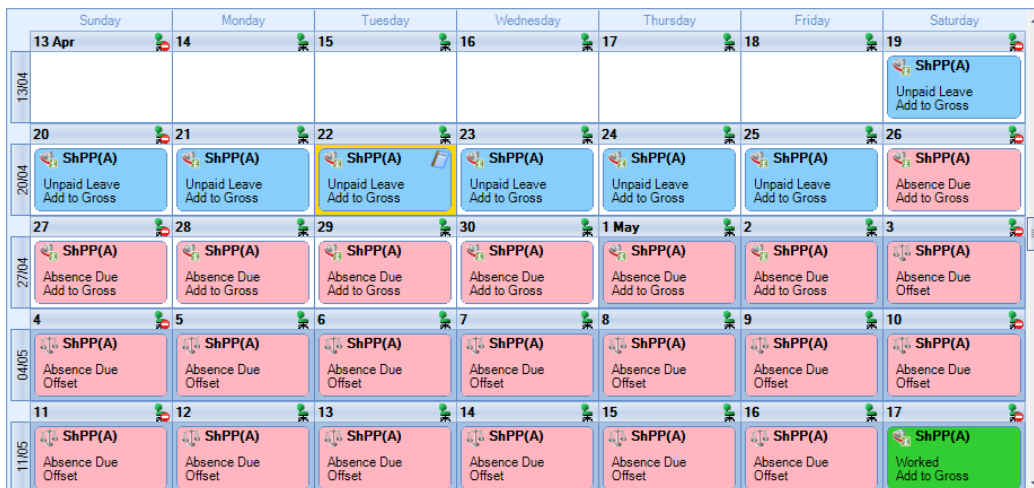 Sunday Monday Tuesday Wednesday Thursday Friday Saturday
13 Apr 14 15 16 17 18 19
13/04
ShPP(A)
Unpaid Leave
Add to Gross
20 21 22 23 24 25 26
20/04
ShPP(A) ShPP(A) ShPP(A) ShPP(A) ShPP(A) ShPP(A) ShPP(A)
Unpaid Leave Unpaid Leave Unpaid Leave Unpaid Leave Unpaid Leave Unpaid Leave Absence Due
Add to Gross Add to Gross Add to Gross Add to Gross Add to Gross Add to Gross Add to Gross
27 28 29 30 1 May 2 3
27/04
ShPP(A) ShPP(A) ShPP(A) ShPP(A) ShPP(A) ShPP(A) ShPP(A)
Absence Due Absence Due Absence Due Absence Due Absence Due Absence Due Absence Due
Add to Gross Add to Gross Add to Gross Add to Gross Add to Gross Add to Gross Offset
4 5 6 7 8 9 10
04/05
ShPP(A) ShPP(A) ShPP(A) ShPP(A) ShPP(A) ShPP(A) ShPP(A)
Absence Due Absence Due Absence Due Absence Due Absence Due Absence Due Absence Due
Offset Offset Offset Offset Offset Offset Offset
11 12 13 14 15 16 17
11/05
ShPP(A) ShPP(A) ShPP(A) ShPP(A) ShPP(A) ShPP(A) ShPP(A)
Absence Due Absence Due Absence Due Absence Due Absence Due Absence Due Worked
Offset Offset Offset Offset Offset Offset Add to Gross